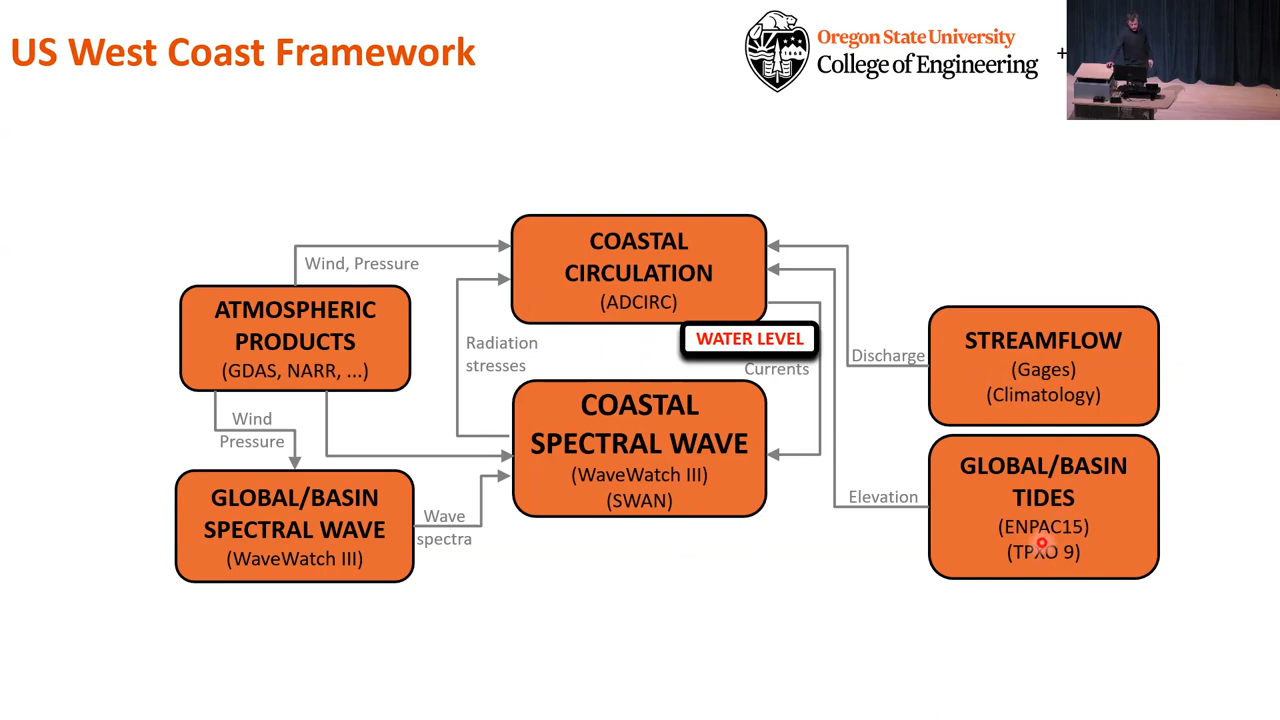 US West Coast Framework
Oregon State University
College of Engineering
+
COASTAL
CIRCULATION
(ADCIRC)
Wind, Pressure
ATMOSPHERIC
PRODUCTS
(GDAS, NARR, ...)
Radiation
stresses
WATER LEVEL
Currents
Discharge
STREAMFLOW
(Gages)
(Climatology)
Wind
Pressure
COASTAL
SPECTRAL WAVE
(WaveWatch III)
(SWAN)
GLOBAL/BASIN
SPECTRAL WAVE
(WaveWatch III)
Wave
spectra
Elevation
GLOBAL/BASIN
TIDES
(ENPAC15)
(TPXO 9)